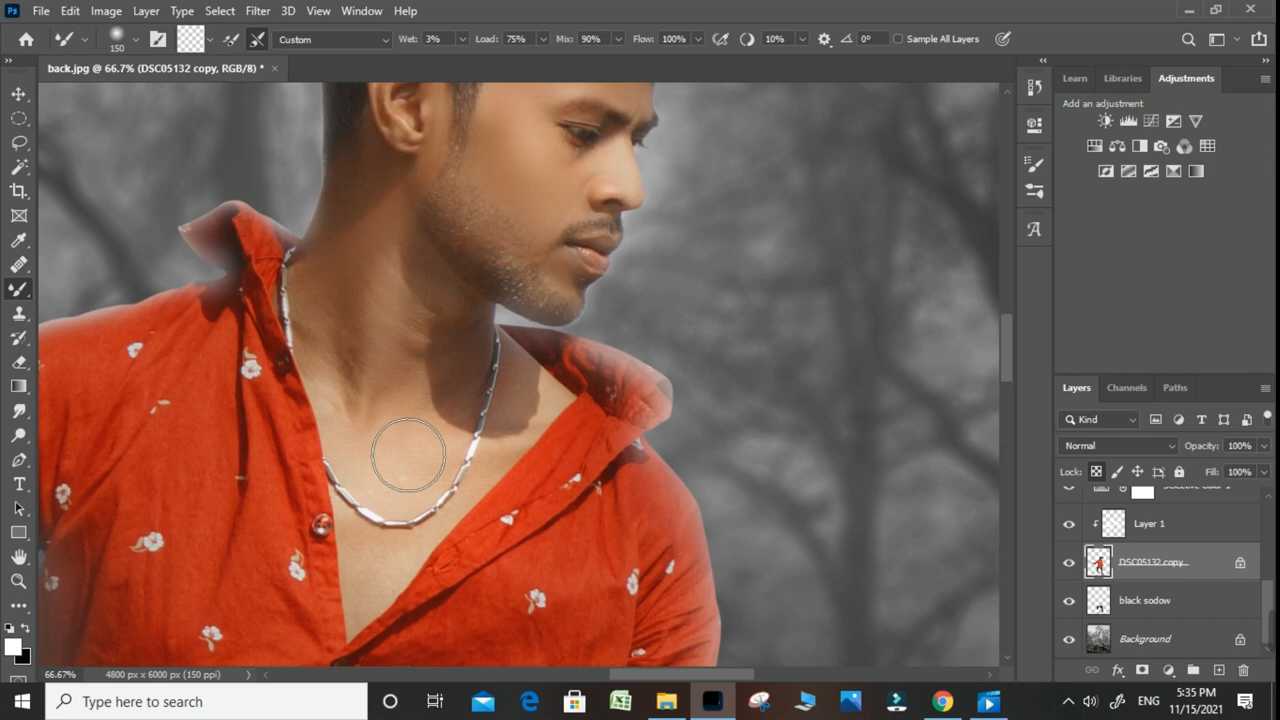 Ps File Edit Image Layer Type Select Filter 3D View Window Help
150 Custom Wet: 3% Load: 75% Mix: 90% Flow: 100% 10% 0° Sample All Layers
back.jpg @ 66.7% (DSC05132 copy, RGB/8) * ×
Learn Libraries Adjustments
Add an adjustment
Layers Channels Paths
Kind
Normal Opacity: 100%
Lock: Fill: 100%
Selective Color 1
Layer 1
DSC05132 copy
black sodow
Background
66.67% 4800 px x 6000 px (150 ppi)
Type here to search
ENG
5:35 PM
11/15/2021